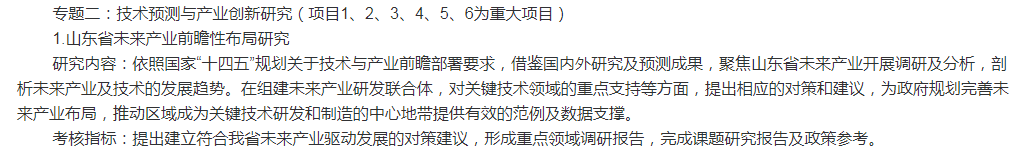 专题二：技术预测与产业创新研究（项目1、2、3、4、5、6为重大项目）
1.山东省未来产业前瞻性布局研究
研究内容：依照国家“十四五”规划关于技术与产业前瞻部署要求，借鉴国内外研究及预测成果，聚焦山东省未来产业开展调研及分析，剖
析未来产业及技术的发展趋势。在组建未来产业研发联合体，对关键技术领域的重点支持等方面，提出相应的对策和建议，为政府规划完善未
来产业布局，推动区域成为关键技术研发和制造的中心地带提供有效的范例及数据支撑。
考核指标：提出建立符合我省未来产业驱动发展的对策建议，形成重点领域调研报告，完成课题研究报告及政策参考。